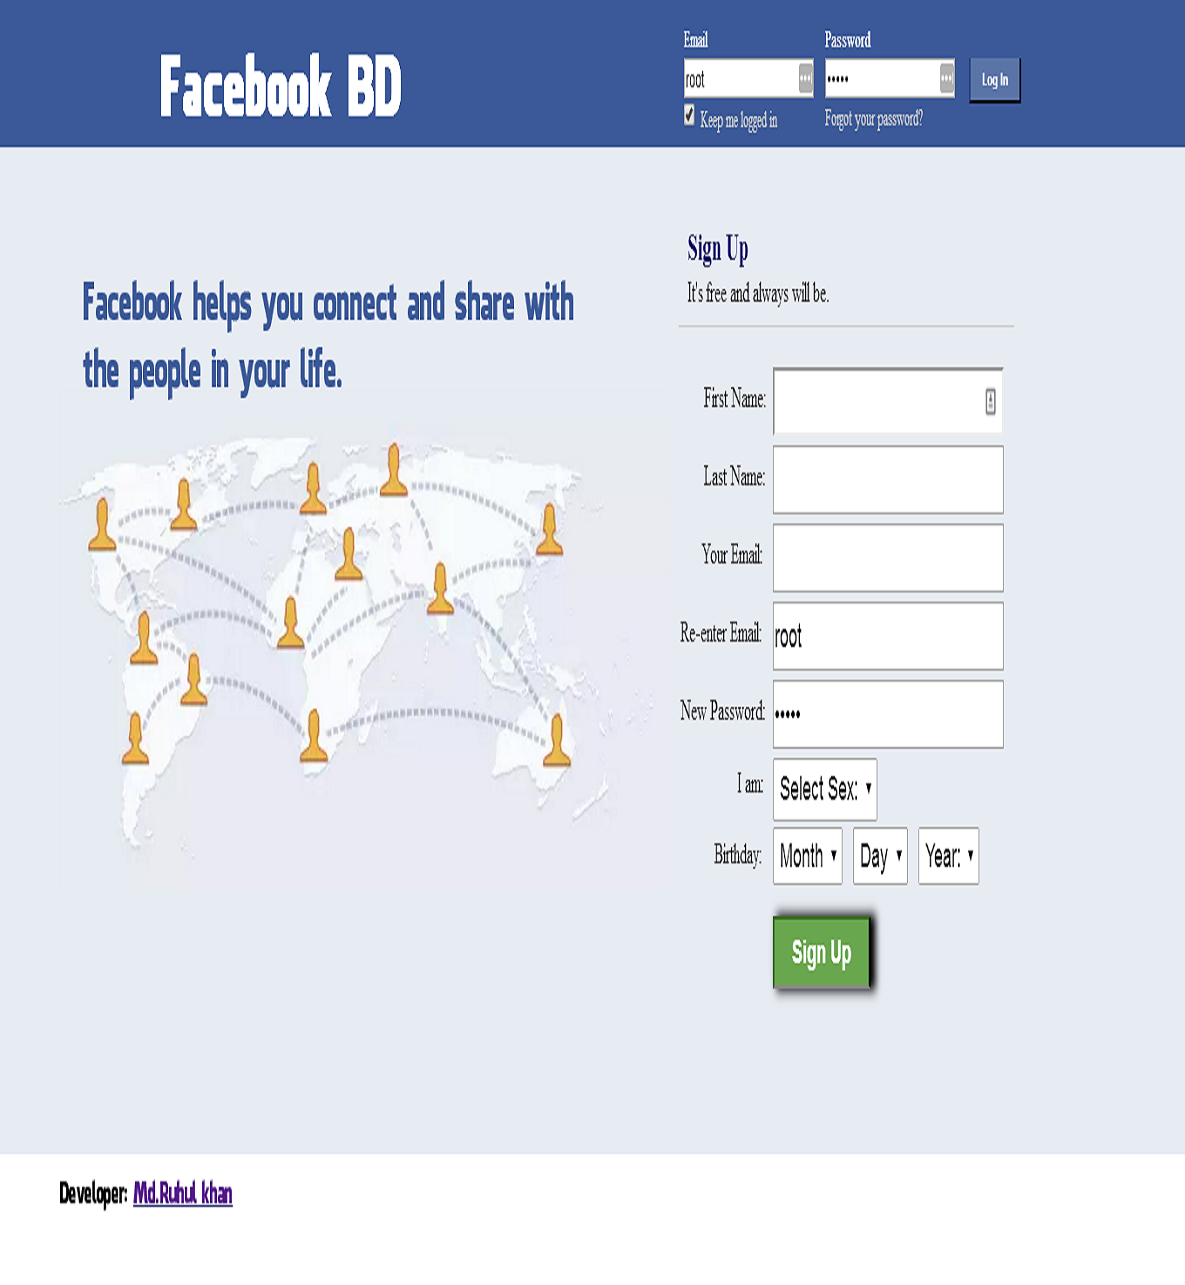 Facebook BD
Email
Password
root
•••••
Log In
Keep me logged in
Forgot your password?
Facebook helps you connect and share with
the people in your life.
Sign Up
It's free and always will be.
First Name:
Last Name:
Your Email:
Re-enter Email:
root
New Password:
•••••
I am:
Select Sex:
Birthday:
Month
Day
Year:
Sign Up
Developer: Md.Ruhul khan